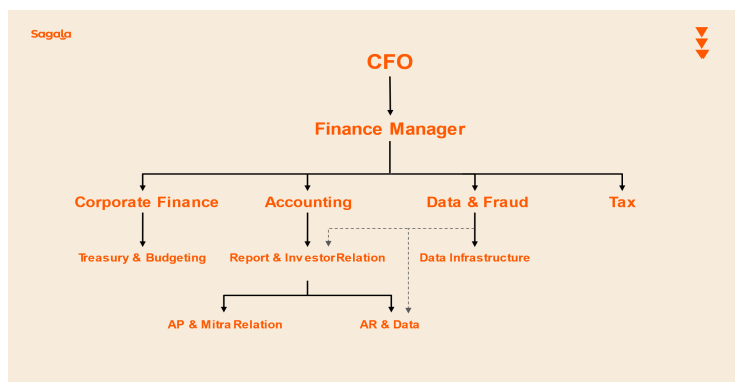 Sagala
CFO
Finance Manager
Corporate Finance
Accounting
Data & Fraud
Tax
Treasury & Budgeting
Report & Investor Relation
Data Infrastructure
AP & Mitra Relation
AR & Data